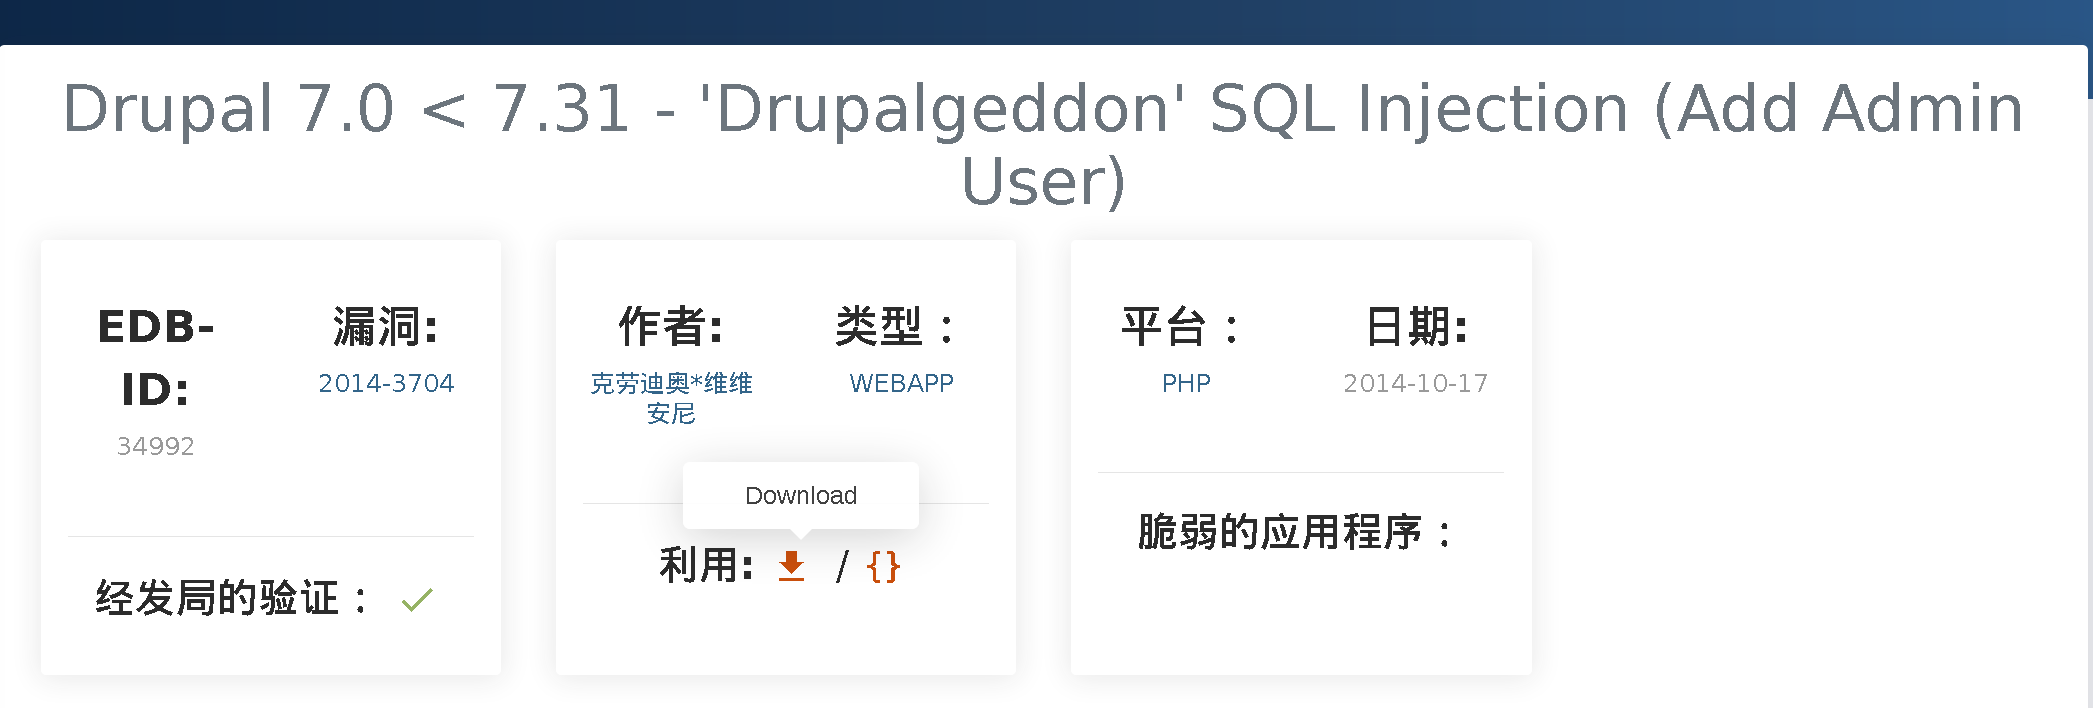 Drupal 7.0 < 7.31 - 'Drupalgeddon' SQL Injection (Add Admin
User)
EDB-
ID:
34992
漏洞:
2014-3704
经发局的验证：
作者:
克劳迪奥*维维
安尼
类型：
WEBAPP
Download
利用: / {}
平台：
PHP
日期:
2014-10-17
脆弱的应用程序：